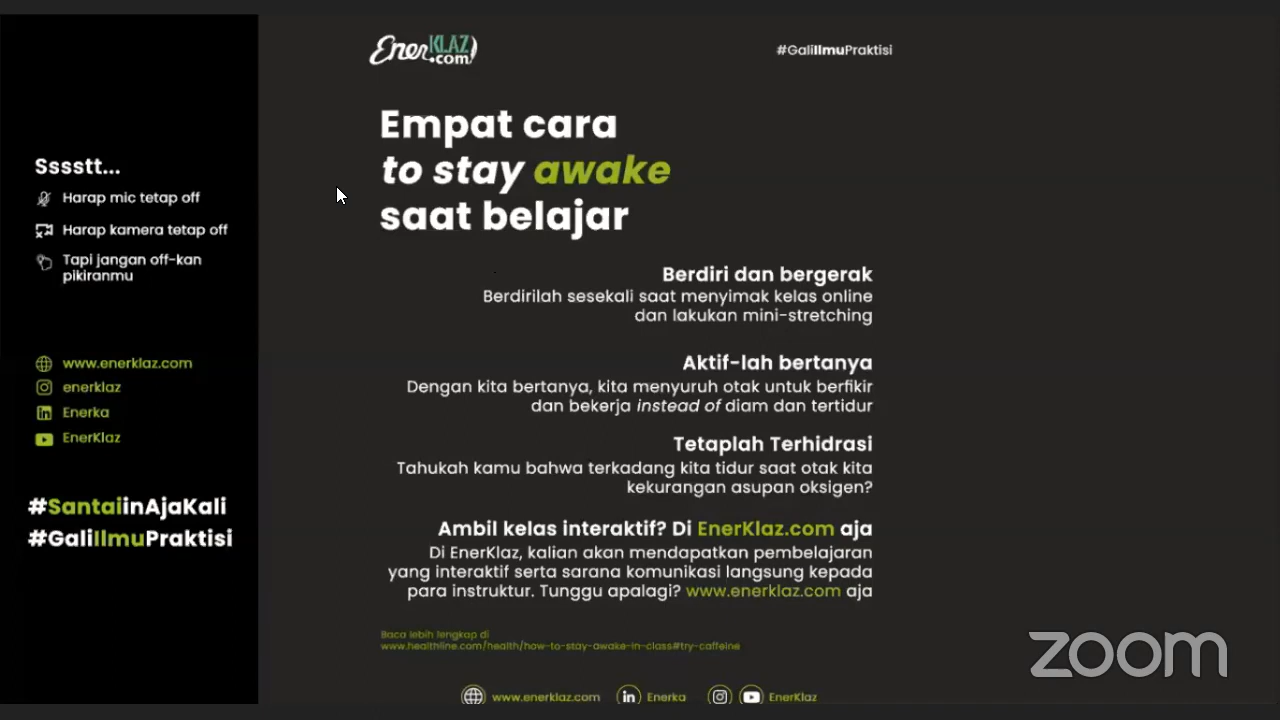 Sssstt...
Harap mic tetap off
Harap kamera tetap off
Tapi jangan off-kan
pikiranmu
www.enerklaz.com
enerklaz
Enerka
EnerKlaz
#SantaiinAjaKali
#GaliIlmuPraktisi
EnerKLAZ
.com
#GaliIlmuPraktisi
Empat cara
to stay awake
saat belajar
Berdiri dan bergerak
Berdirilah sesekali saat menyimak kelas online
dan lakukan mini-stretching
Aktif-lah bertanya
Dengan kita bertanya, kita menyuruh otak untuk berfikir
dan bekerja instead of diam dan tertidur
Tetaplah Terhidrasi
Tahukah kamu bahwa terkadang kita tidur saat otak kita
kekurangan asupan oksigen?
Ambil kelas interaktif? Di EnerKlaz.com aja
Di EnerKlaz, kalian akan mendapatkan pembelajaran
yang interaktif serta sarana komunikasi langsung kepada
para instruktur. Tunggu apalagi? www.enerklaz.com aja
Baca lebih lengkap di
www.healthline.com/health/how-to-stay-awake-in-class#try-caffeine
www.enerklaz.com Enerka EnerKlaz
zoom